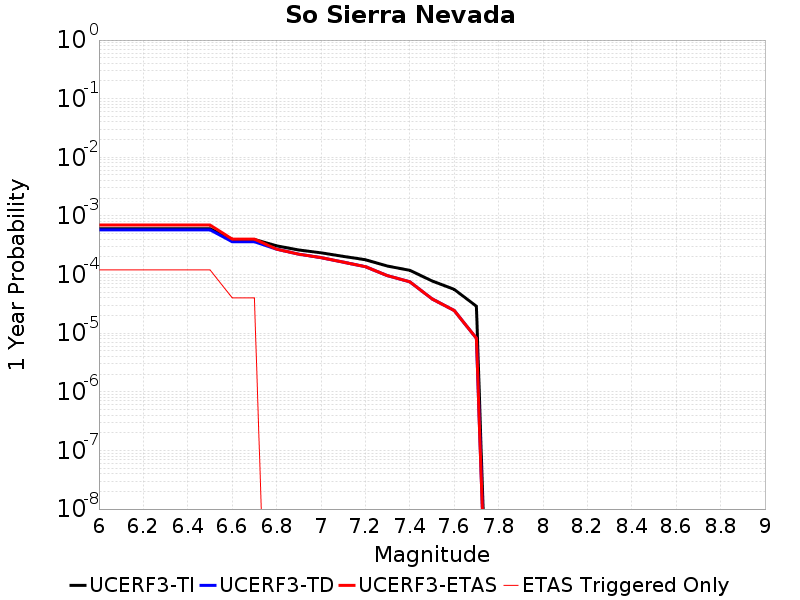 So Sierra Nevada
10^0
10^-1
10^-2
10^-3
10^-4
10^-5
10^-6
10^-7
10^-8
1 Year Probability
6 6.2 6.4 6.6 6.8 7 7.2 7.4 7.6 7.8 8 8.2 8.4 8.6 8.8 9
Magnitude
UCERF3-TI UCERF3-TD UCERF3-ETAS ETAS Triggered Only